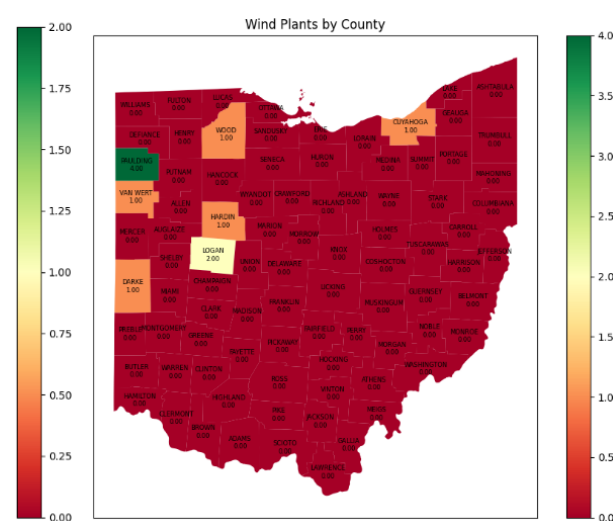 Wind Plants by County
2.00
1.75
1.50
1.25
1.00
0.75
0.50
0.25
0.00
WILLIAMS
0.00
FULTON
0.00
LUCAS
0.00
OTTAWA
0.00
LAKE
0.00
ASHTABULA
0.00
DEFIANCE
0.00
HENRY
0.00
WOOD
1.00
SANDUSKY
0.00
ERIE
0.00
LORAIN
0.00
CUYAHOGA
1.00
GEAUGA
0.00
TRUMBULL
0.00
PAULDING
4.00
PUTNAM
0.00
HANCOCK
0.00
SENECA
0.00
HURON
0.00
MEDINA
0.00
SUMMIT
0.00
PORTAGE
0.00
MAHONING
0.00
VAN WERT
1.00
ALLEN
0.00
HARDIN
1.00
WYANDOT
0.00
CRAWFORD
0.00
RICHLAND
0.00
ASHLAND
0.00
WAYNE
0.00
STARK
0.00
COLUMBIANA
0.00
MERCER
0.00
AUGLAIZE
0.00
LOGAN
2.00
MARION
0.00
MORROW
0.00
KNOX
0.00
HOLMES
0.00
TUSCARAWAS
0.00
CARROLL
0.00
JEFFERSON
0.00
DARKE
1.00
SHELBY
0.00
CHAMPAIGN
0.00
UNION
0.00
DELAWARE
0.00
COSHOCTON
0.00
HARRISON
0.00
MIAMI
0.00
CLARK
0.00
MADISON
0.00
FRANKLIN
0.00
LICKING
0.00
MUSKINGUM
0.00
GUERNSEY
0.00
BELMONT
0.00
PREBLE
0.00
MONTGOMERY
0.00
GREENE
0.00
FAYETTE
0.00
PICKAWAY
0.00
FAIRFIELD
0.00
PERRY
0.00
MORGAN
0.00
NOBLE
0.00
MONROE
0.00
BUTLER
0.00
WARREN
0.00
CLINTON
0.00
ROSS
0.00
HOCKING
0.00
VINTON
0.00
ATHENS
0.00
WASHINGTON
0.00
HAMILTON
0.00
CLERMONT
0.00
BROWN
0.00
HIGHLAND
0.00
ADAMS
0.00
PIKE
0.00
SCIOTO
0.00
JACKSON
0.00
MEIGS
0.00
GALLIA
0.00
LAWRENCE
0.00
4.0
3.5
3.0
2.5
2.0
1.5
1.0
0.5
0.0